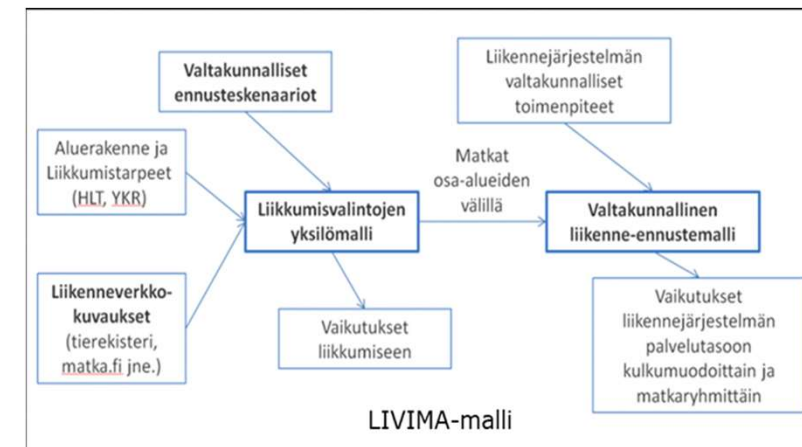 Valtakunnalliset
ennusteskenaariot
Liikennejärjestelmän
valtakunnalliset
toimenpiteet
Aluerakenne ja
Liikkumistarpeet
(HLT, YKR)
Matkat
osa-alueiden
välillä
Liikkumisvalintojen
yksilömalli
Valtakunnallinen
liikenne-ennustemalli
Liikenneverkko-
kuvaukset
(tierekisteri,
matka.fi jne.)
Vaikutukset
liikkumiseen
Vaikutukset
liikennejärjestelmän
palvelutasoon
kulkumuodoittain ja
matkaryhmittäin
LIVIMA-malli